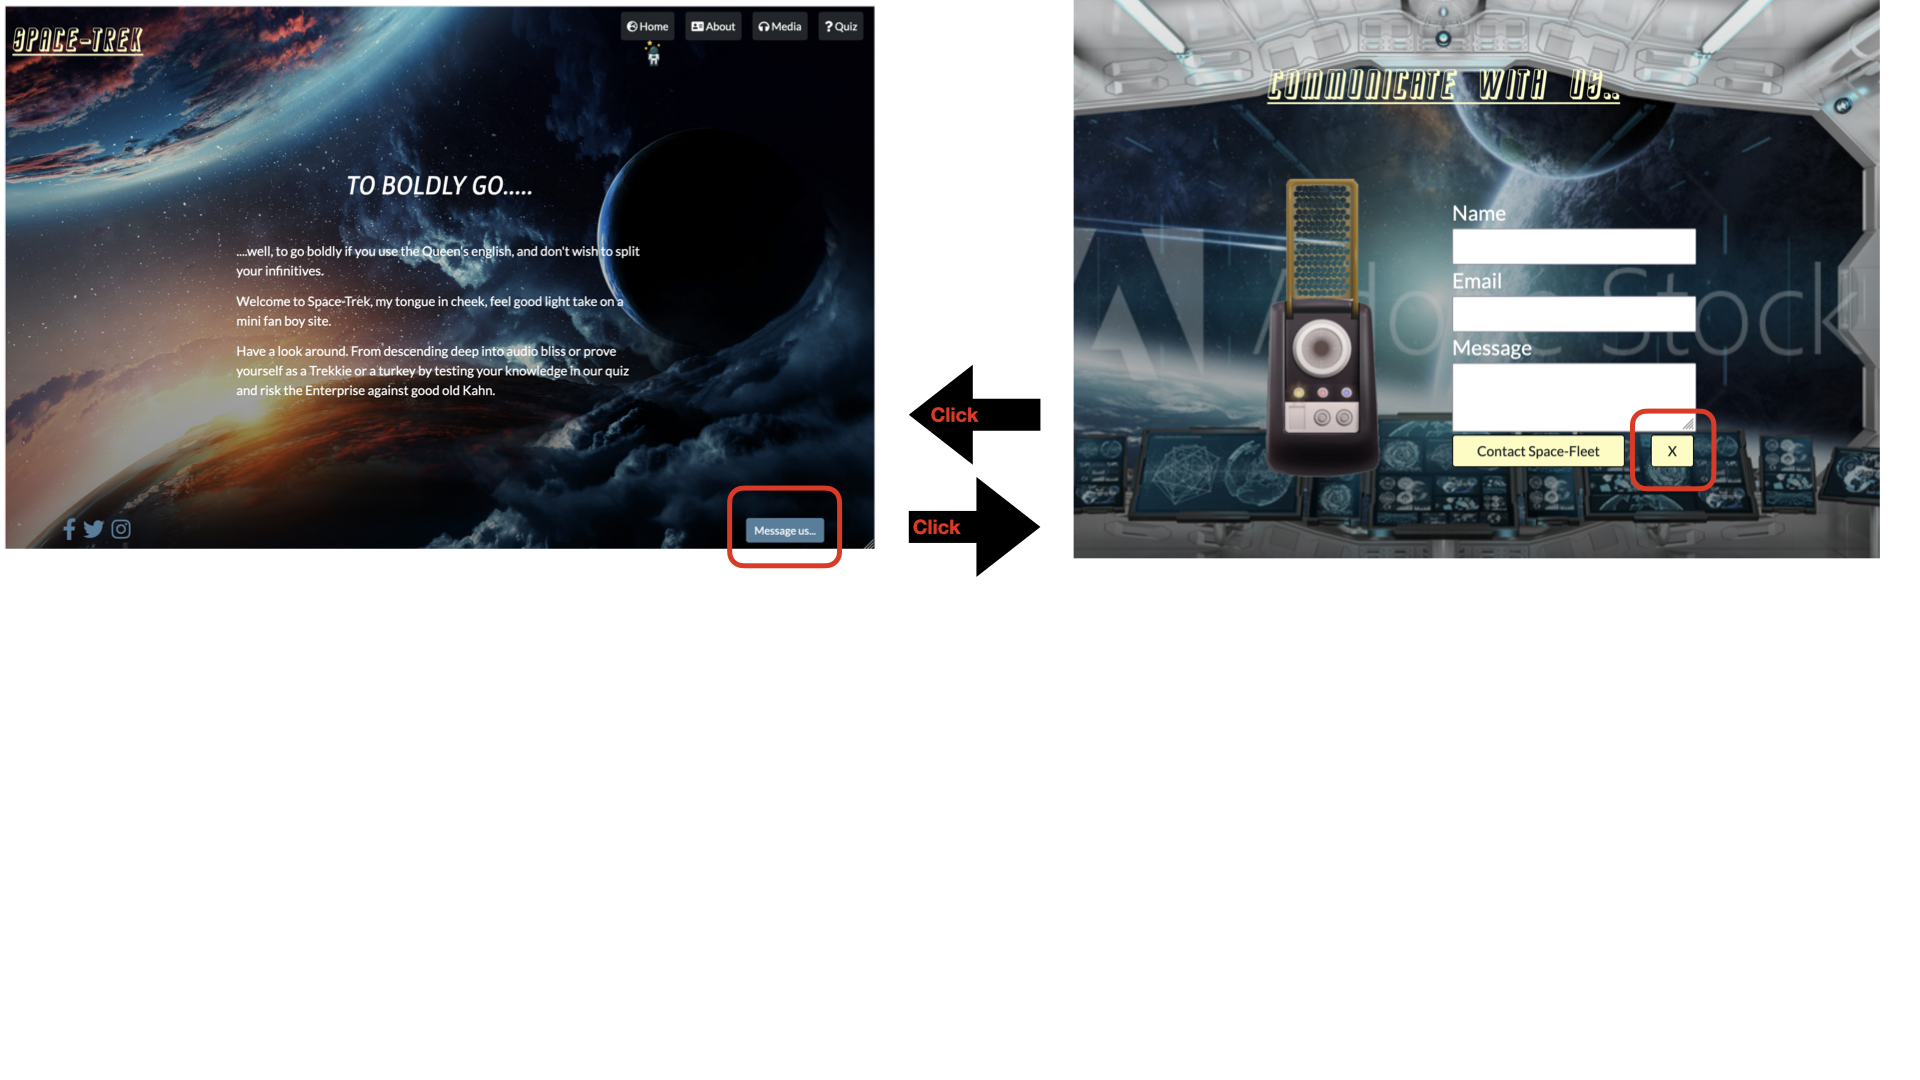 SPACE-TREK
Home
About
Media
Quiz
TO BOLDLY GO.....
....well, to go boldly if you use the Queen's english, and don't wish to split
your infinitives.
Welcome to Space-Trek, my tongue in cheek, feel good light take on a
mini fan boy site.
Have a look around. From descending deep into audio bliss or prove
yourself as a Trekkie or a turkey by testing your knowledge in our quiz
and risk the Enterprise against good old Kahn.
Message us...
Click
Click
COMMUNICATE WITH US..
Name
Email
Message
Contact Space-Fleet
X
Adobe Stock